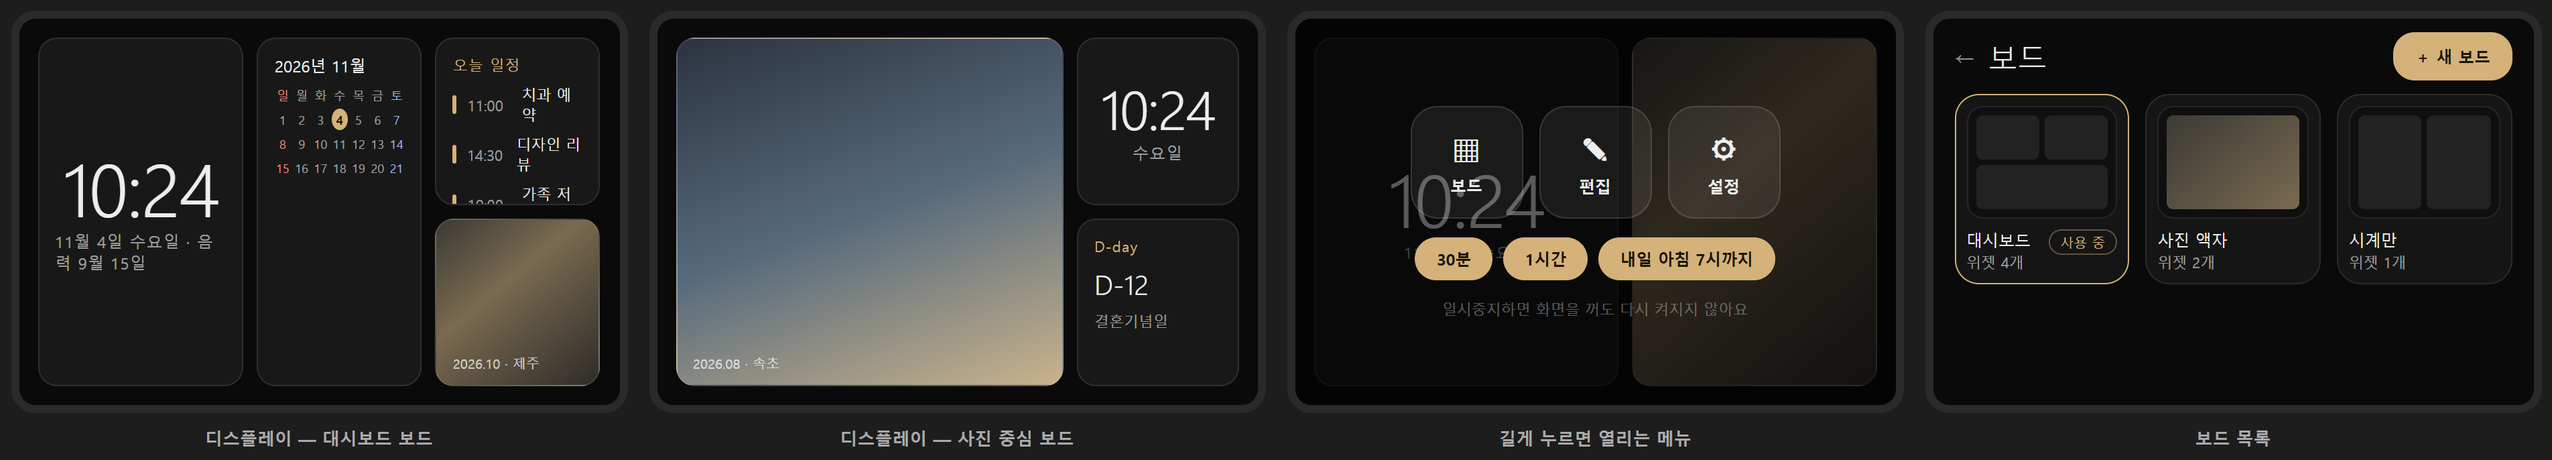 10:24
11월 4일 수요일 · 음
력 9월 15일
2026년 11월
일 월 화 수 목 금 토
1 2 3 4 5 6 7
8 9 10 11 12 13 14
15 16 17 18 19 20 21
오늘 일정
11:00 치과 예
약
14:30 디자인 리
뷰
가족 저
2026.10 · 제주
디스플레이 — 대시보드 보드
2026.08 · 속초
10:24
수요일
D-day
D-12
결혼기념일
디스플레이 — 사진 중심 보드
보드
편집
설정
10:24
30분
1시간
내일 아침 7시까지
일시중지하면 화면을 꺼도 다시 켜지지 않아요
길게 누르면 열리는 메뉴
← 보드
+ 새 보드
대시보드
사용 중
위젯 4개
사진 액자
위젯 2개
시계만
위젯 1개
보드 목록